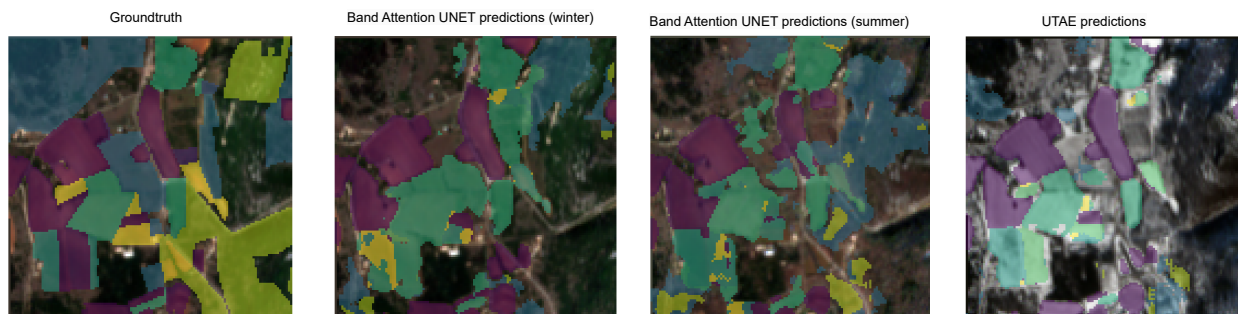 Groundtruth
Band Attention UNET predictions (winter)
Band Attention UNET predictions (summer)
UTAE predictions